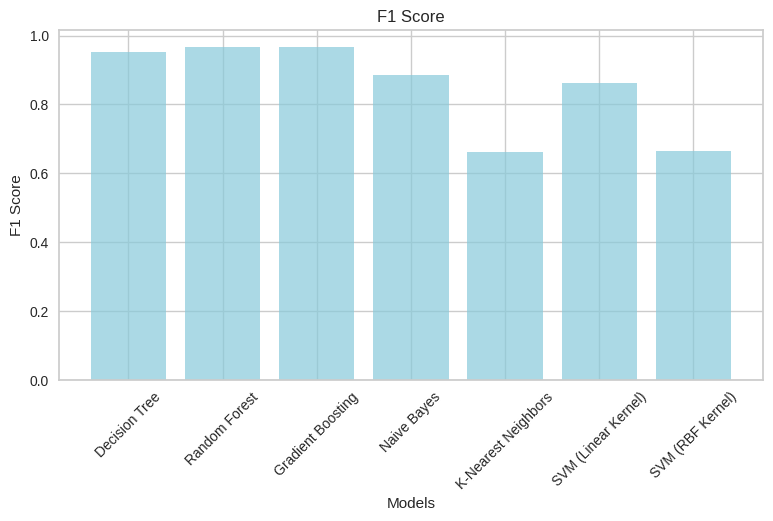 F1 Score
F1 Score
1.0
0.8
0.6
0.4
0.2
0.0
Decision Tree
Random Forest
Gradient Boosting
Naive Bayes
K-Nearest Neighbors
SVM (Linear Kernel)
SVM (RBF Kernel)
Models